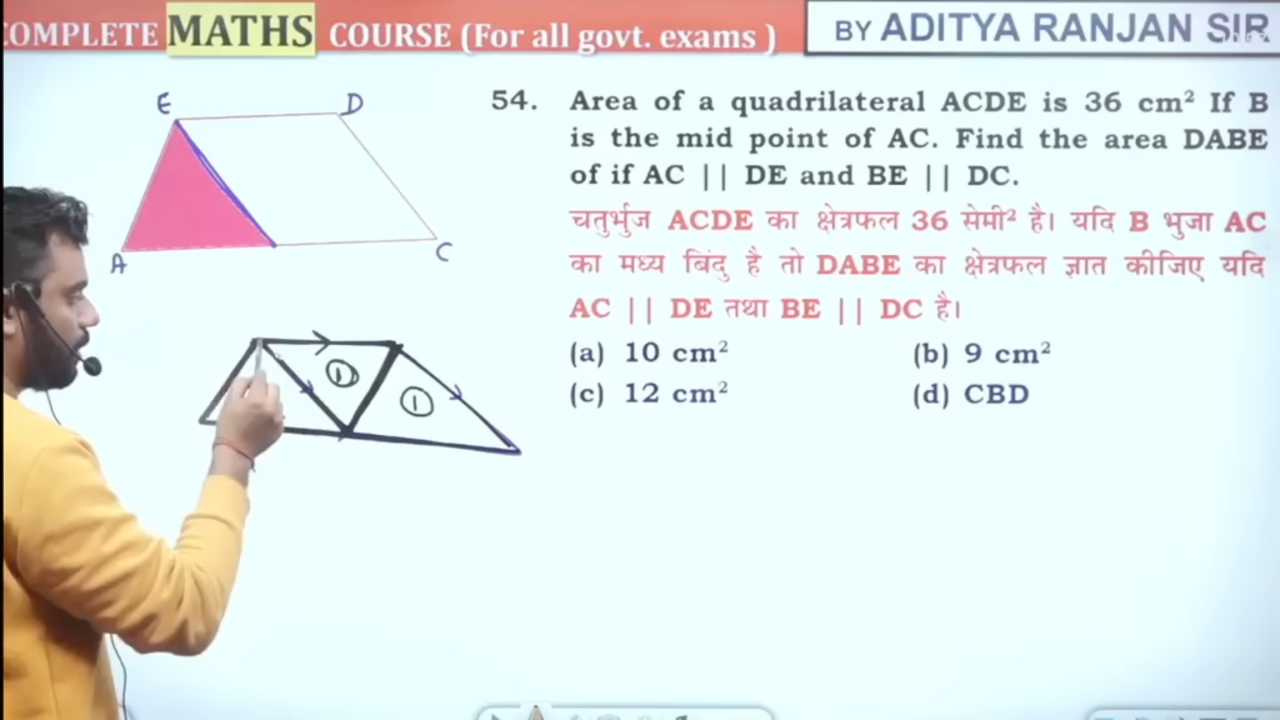 COMPLETE MATHS COURSE (For all govt. exams )
BY ADITYA RANJAN SIR
E D
A C
1 1
54. Area of a quadrilateral ACDE is 36 cm² If B
is the mid point of AC. Find the area DABE
of if AC || DE and BE || DC.
चतुर्भुज ACDE का क्षेत्रफल 36 सेमी² है। यदि B भुजा AC
का मध्य बिंदु है तो DABE का क्षेत्रफल ज्ञात कीजिए यदि
AC || DE तथा BE || DC है।
(a) 10 cm² (b) 9 cm²
(c) 12 cm² (d) CBD